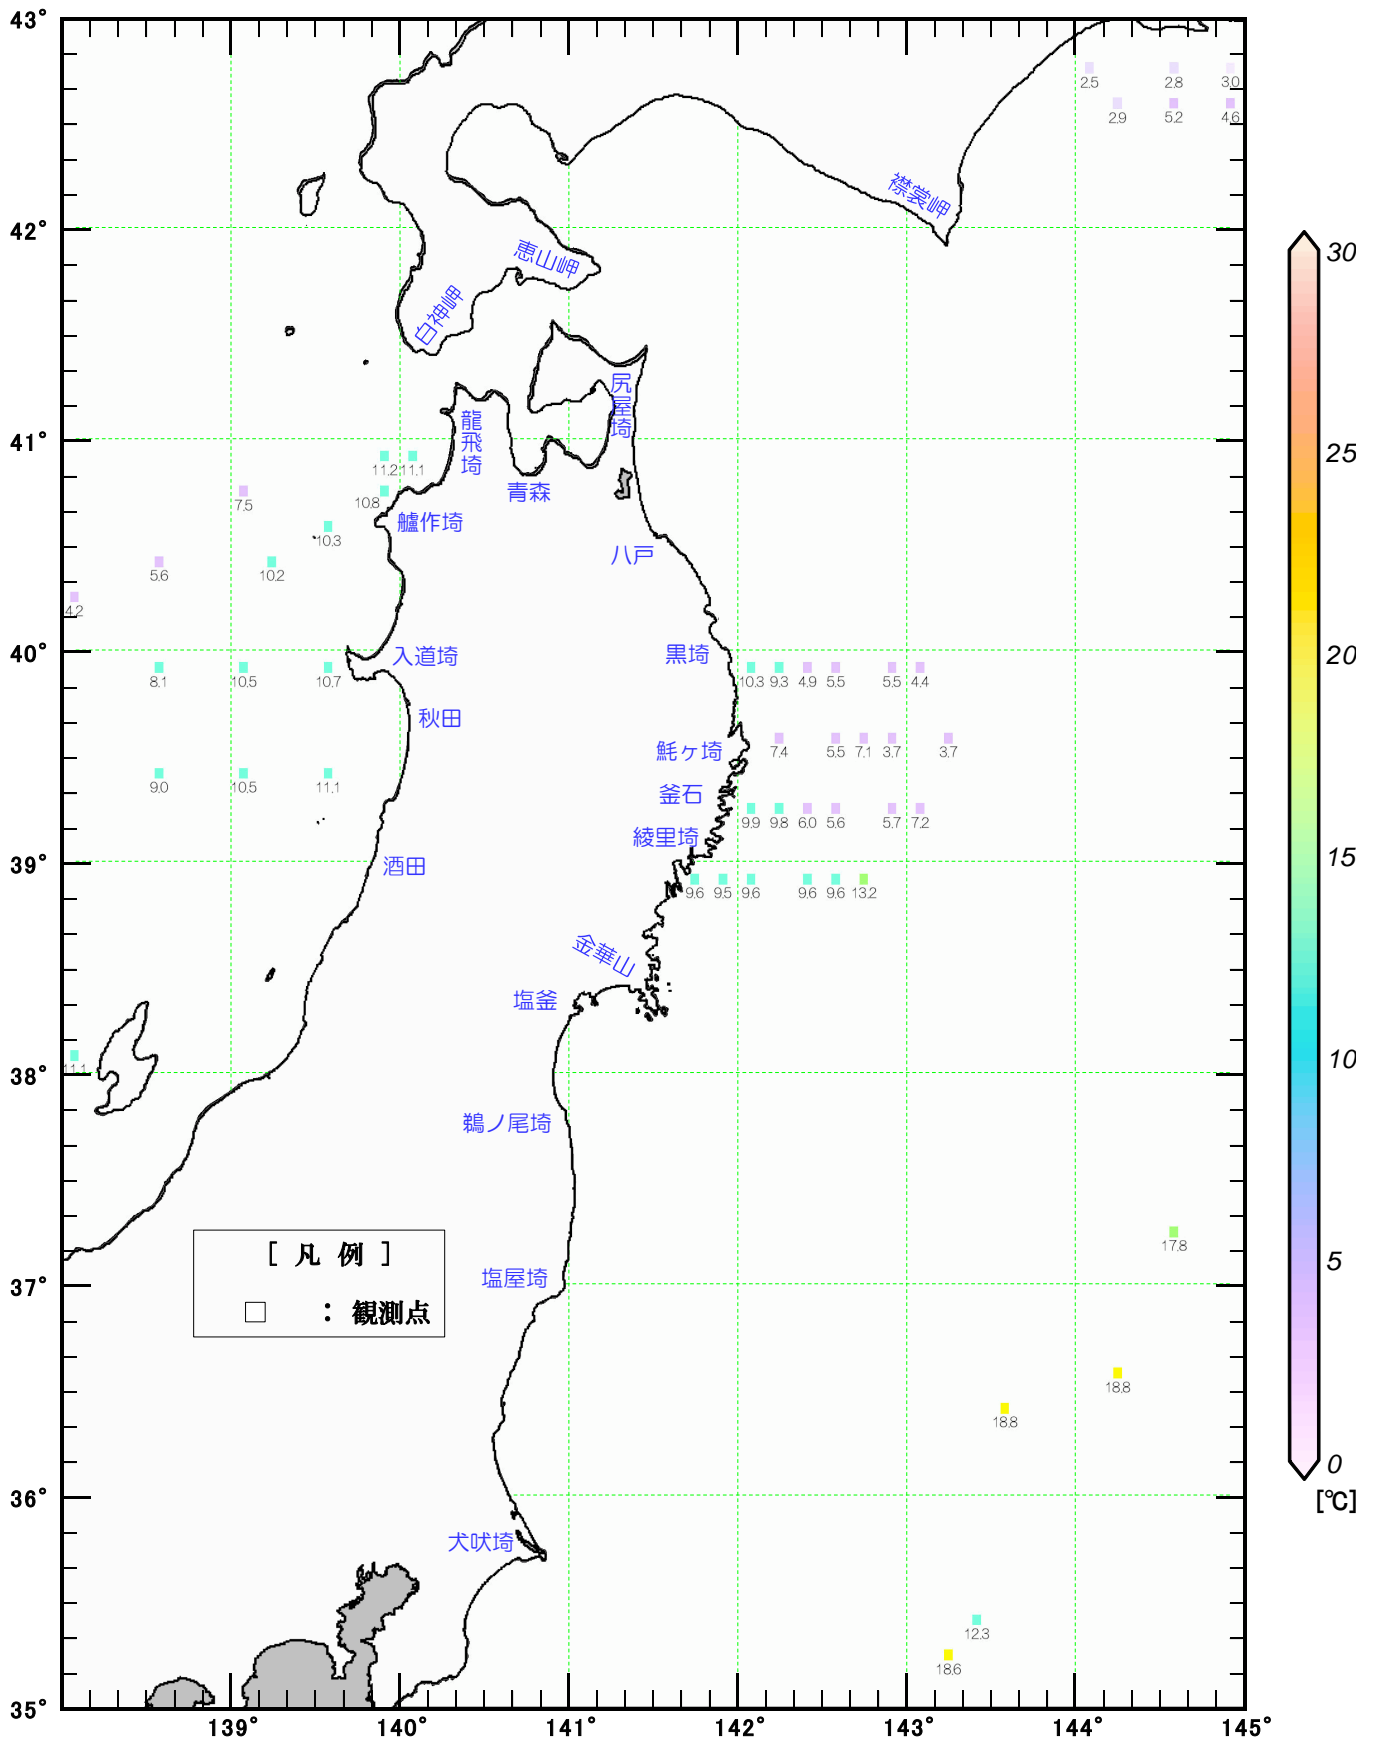 43°
2.5 2.8 3.0
2.9 5.2 4.6
襟裳岬
42°
30
恵山岬
白神岬
尻屋埼
龍飛埼
41°
25
11.2 11.1
7.5 10.8
青森
艫作埼
10.3
八戸
5.6 10.2
4.2
40°
入道埼
黒埼
20
8.1 10.5 10.7 10.3 9.3 4.9 5.5 5.5 4.4
秋田
魹ヶ埼
7.4 5.5 7.1 3.7 3.7
9.0 10.5 11.1
釜石
9.9 9.8 6.0 5.6 5.7 7.2
綾里埼
39°
酒田
15
9.6 9.5 9.6 9.6 9.6 13.2
金華山
塩釜
11.1
38°
10
鵜ノ尾埼
17.8
[ 凡 例 ]
37°
塩屋埼
5
□ : 観測点
18.8
18.8
36°
0
[℃]
犬吠埼
12.3
18.6
35°
139° 140° 141° 142° 143° 144° 145°